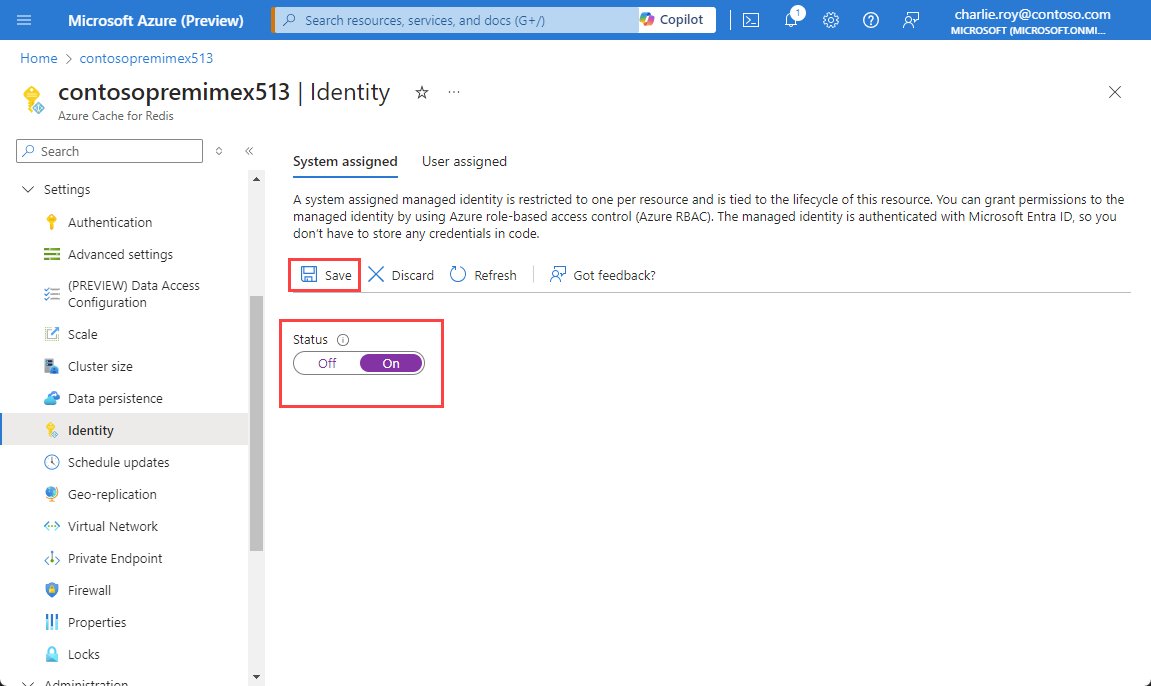 Microsoft Azure (Preview)
Search resources, services, and docs (G+/)
Copilot
1
charlie.roy@contoso.com
MICROSOFT (MICROSOFT.ONMI...
Home > contosopremimex513
contosopremimex513 | Identity
...
Azure Cache for Redis
Search
Settings
Authentication
Advanced settings
(PREVIEW) Data Access
Configuration
Scale
Cluster size
Data persistence
Identity
Schedule updates
Geo-replication
Virtual Network
Private Endpoint
Firewall
Properties
Locks
Administration
System assigned
User assigned
A system assigned managed identity is restricted to one per resource and is tied to the lifecycle of this resource. You can grant permissions to the
managed identity by using Azure role-based access control (Azure RBAC). The managed identity is authenticated with Microsoft Entra ID, so you
don't have to store any credentials in code.
Save
Discard
Refresh
Got feedback?
Status
Off
On